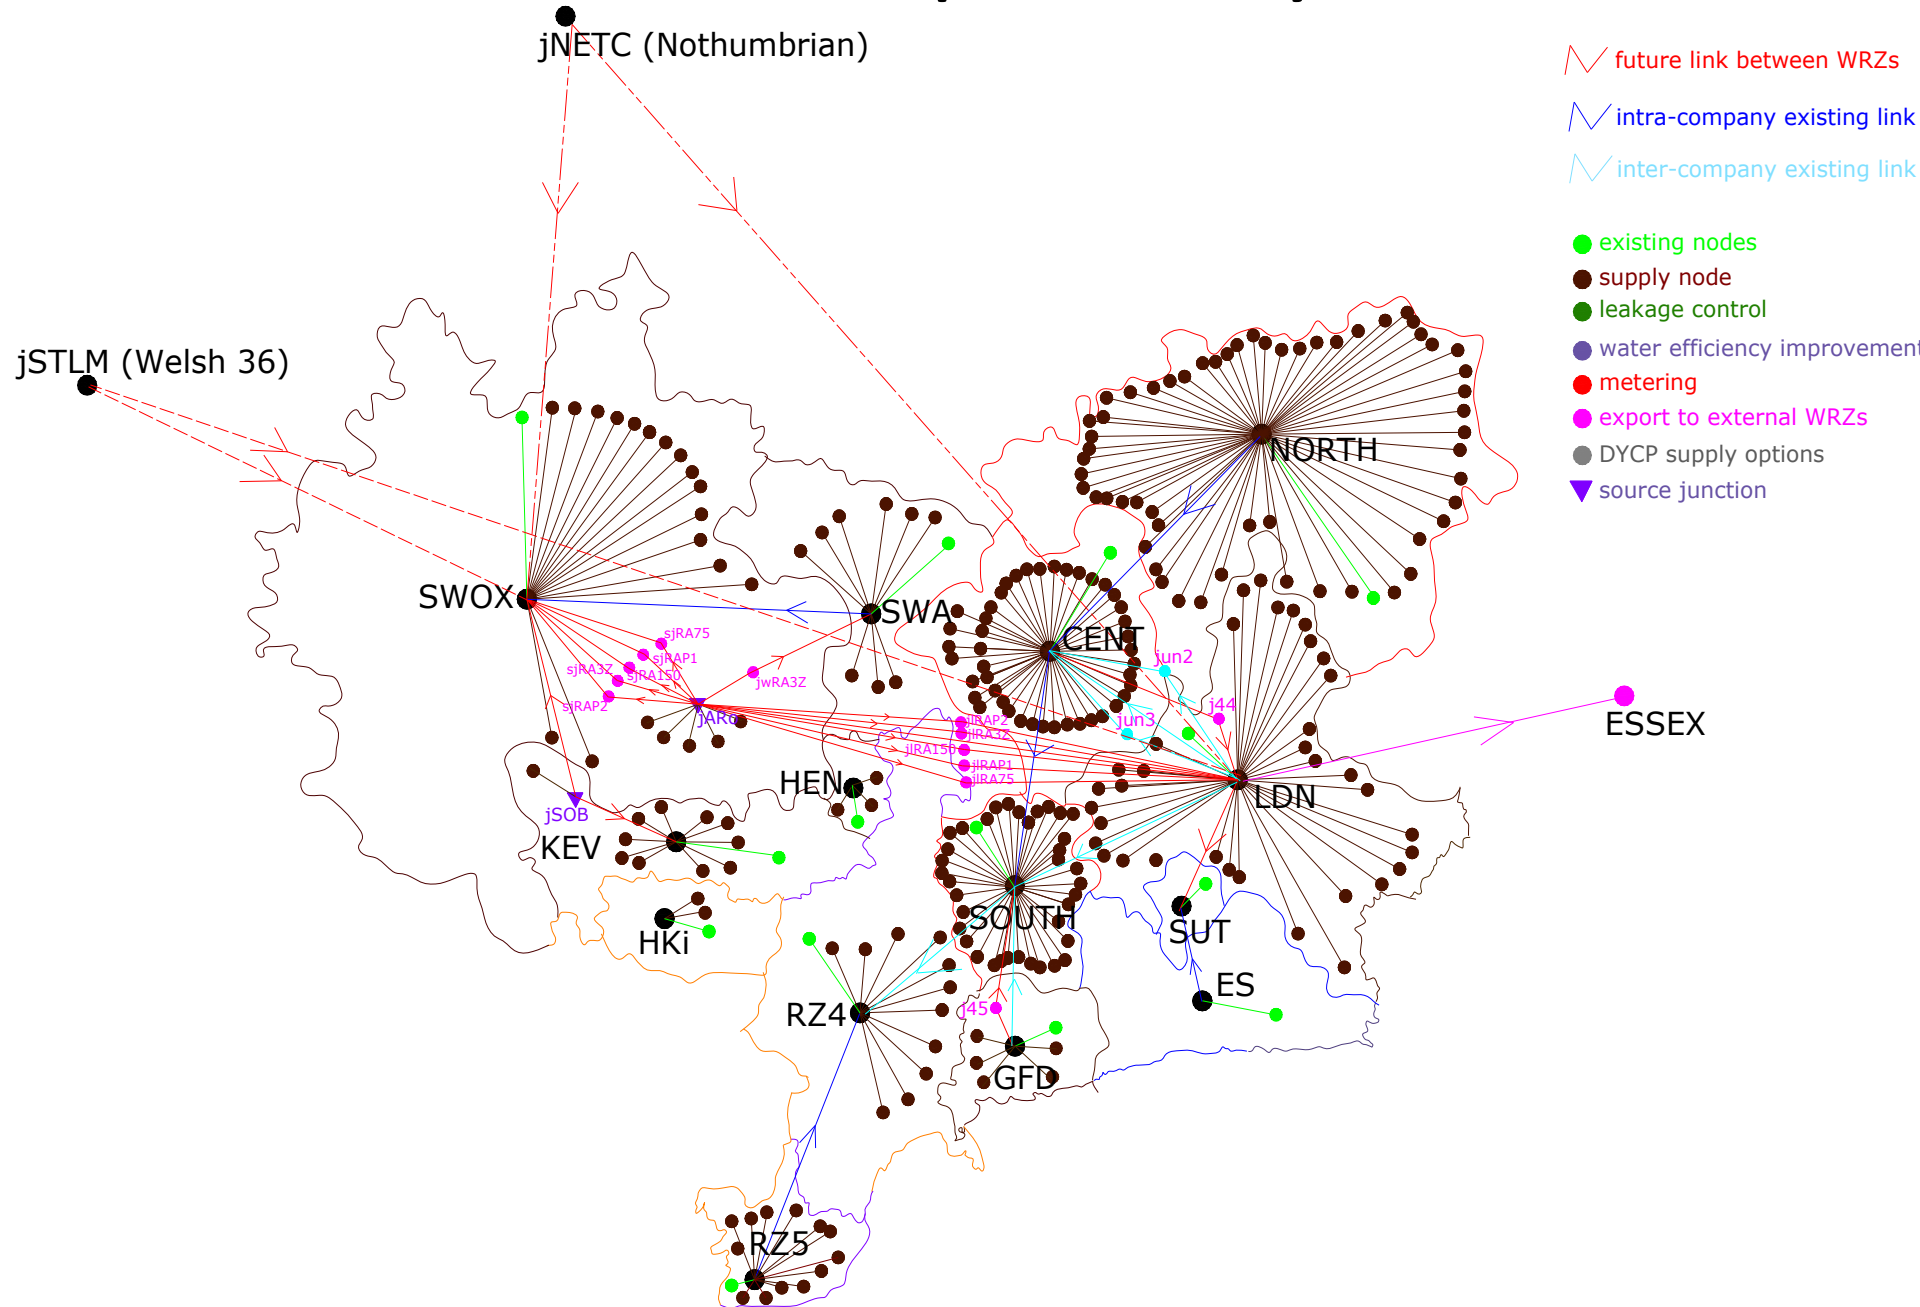 jNETC (Nothumbrian)
future link between WRZs
intra-company existing link
inter-company existing link
existing nodes
supply node
leakage control
water efficiency improvement
metering
export to external WRZs
DYCP supply options
source junction
jSTLM (Welsh 36)
NORTH
SWOX
SWA
CENT
sjRA75
sjRAP1
sjRA3Z
sjRA150
sjRAP2
jwRA3Z
jun2
j44
jun3
ESSEX
jlRAP2
jlRA3Z
jlRA150
jlRAP1
jlRA75
HEN
LDN
jSOB
KEV
HKi
SOUTH
SUT
ES
RZ4
j45
GFD
RZ5